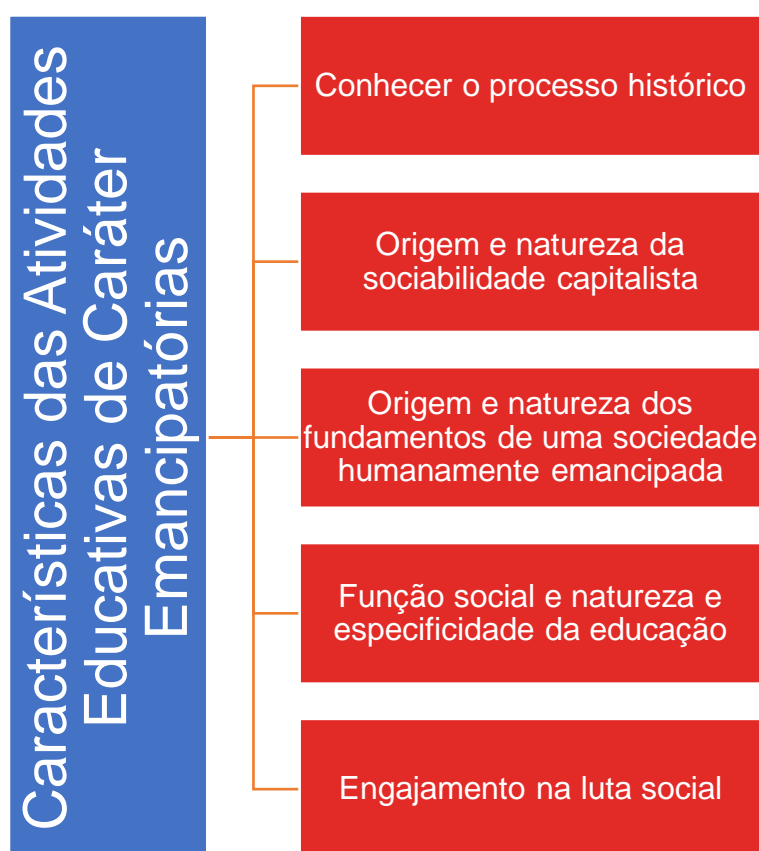 Características das Atividades
Educativas de Caráter
Emancipatórias
Conhecer o processo histórico
Origem e natureza da
sociabilidade capitalista
Origem e natureza dos
fundamentos de uma sociedade
humanamente emancipada
Função social e natureza e
especificidade da educação
Engajamento na luta social